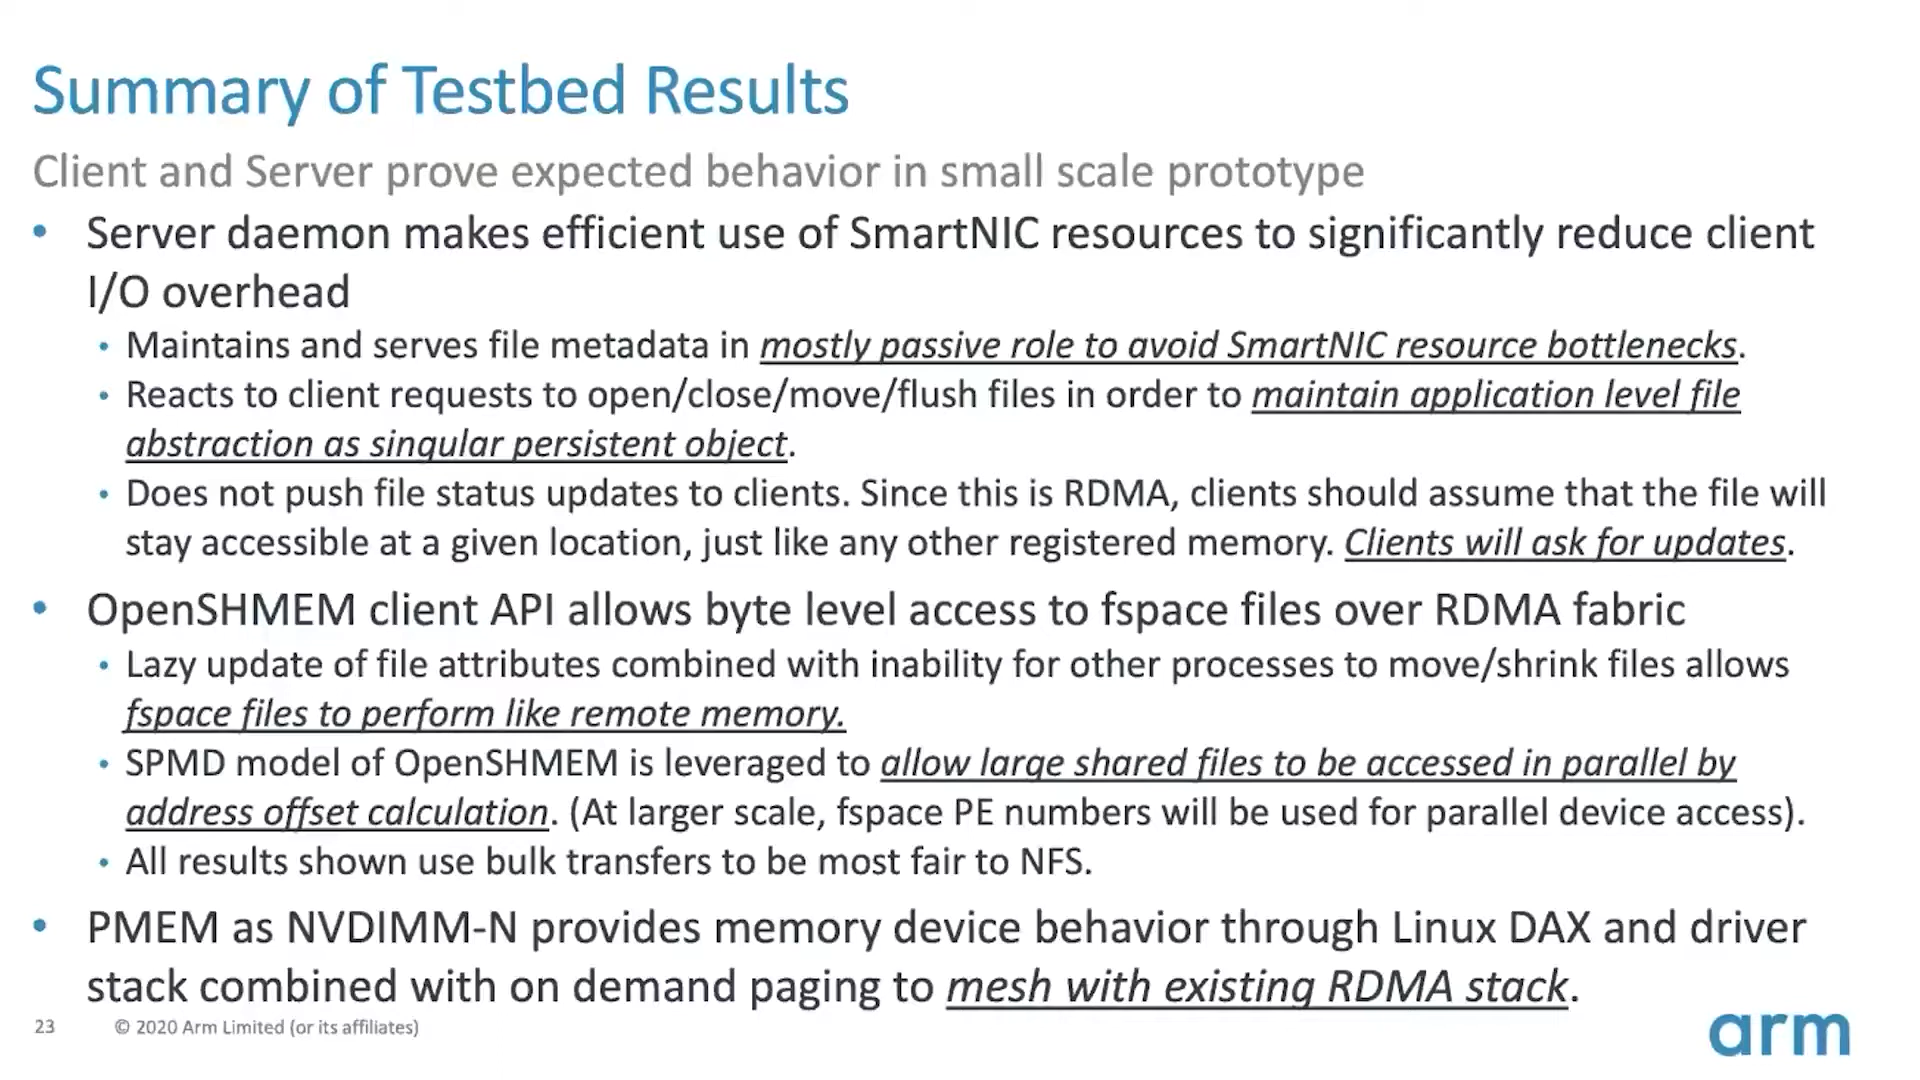 Summary of Testbed Results
Client and Server prove expected behavior in small scale prototype
• Server daemon makes efficient use of SmartNIC resources to significantly reduce client
I/O overhead
• Maintains and serves file metadata in mostly passive role to avoid SmartNIC resource bottlenecks.
• Reacts to client requests to open/close/move/flush files in order to maintain application level file
abstraction as singular persistent object.
• Does not push file status updates to clients. Since this is RDMA, clients should assume that the file will
stay accessible at a given location, just like any other registered memory. Clients will ask for updates.
• OpenSHMEM client API allows byte level access to fspace files over RDMA fabric
• Lazy update of file attributes combined with inability for other processes to move/shrink files allows
fspace files to perform like remote memory.
• SPMD model of OpenSHMEM is leveraged to allow large shared files to be accessed in parallel by
address offset calculation. (At larger scale, fspace PE numbers will be used for parallel device access).
• All results shown use bulk transfers to be most fair to NFS.
• PMEM as NVDIMM-N provides memory device behavior through Linux DAX and driver
stack combined with on demand paging to mesh with existing RDMA stack.
23 © 2020 Arm Limited (or its affiliates)
arm